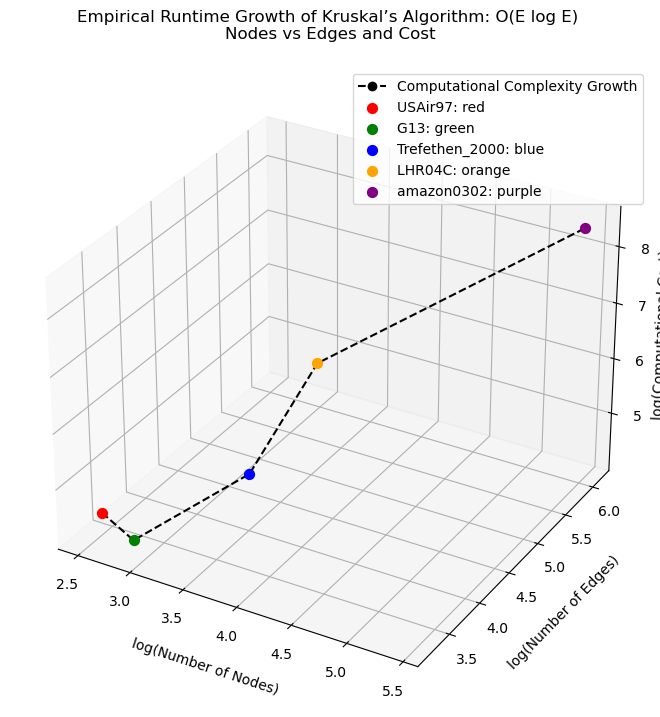 Empirical Runtime Growth of Kruskal’s Algorithm: O(E log E)
Nodes vs Edges and Cost
Computational Complexity Growth
USAir97: red
G13: green
Trefethen_2000: blue
LHR04C: orange
amazon0302: purple
8
7
6
5
6.0
5.5
5.0
4.5
4.0
3.5
log(Number of Edges)
2.5
3.0
3.5
4.0
4.5
5.0
5.5
log(Number of Nodes)